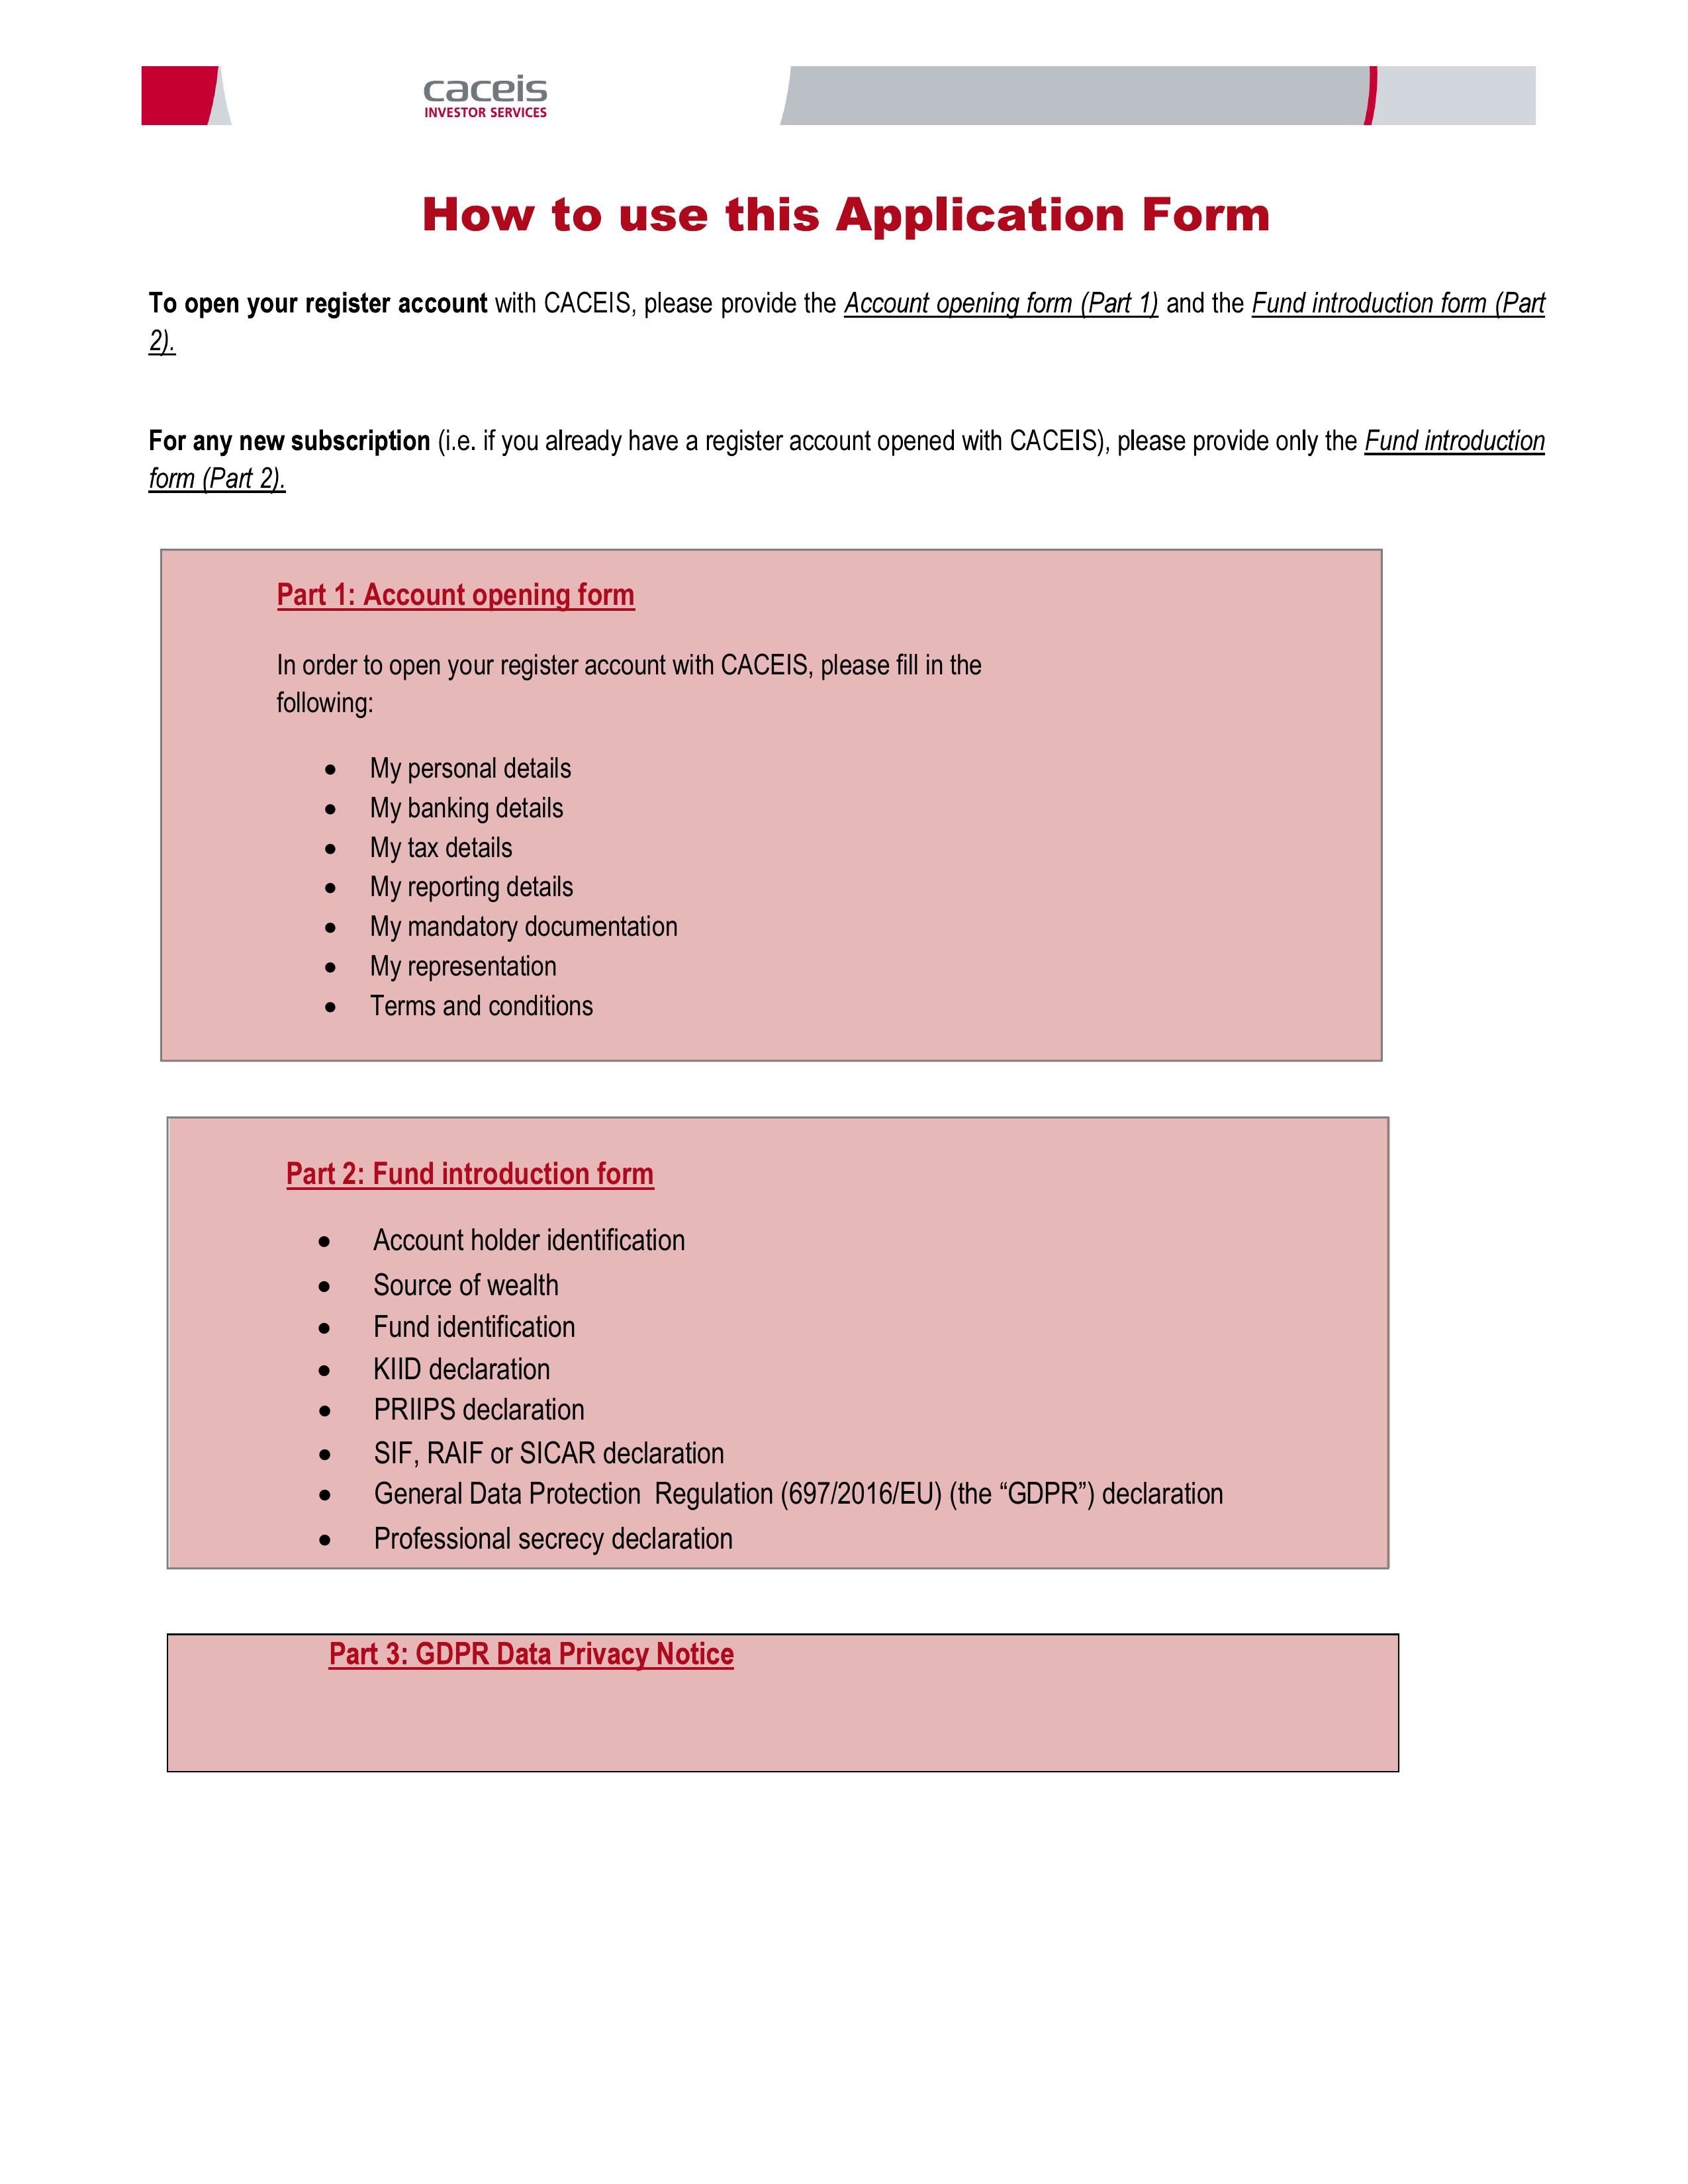 caceis
INVESTOR SERVICES
How to use this Application Form
To open your register account with CACEIS, please provide the Account opening form (Part 1) and the Fund introduction form (Part
2).
For any new subscription (i.e. if you already have a register account opened with CACEIS), please provide only the Fund introduction
form (Part 2).
Part 1: Account opening form
In order to open your register account with CACEIS, please fill in the
following:
• My personal details
• My banking details
• My tax details
• My reporting details
• My mandatory documentation
• My representation
• Terms and conditions
Part 2: Fund introduction form
• Account holder identification
• Source of wealth
• Fund identification
• KIID declaration
• PRIIPS declaration
• SIF, RAIF or SICAR declaration
• General Data Protection Regulation (697/2016/EU) (the “GDPR”) declaration
• Professional secrecy declaration
Part 3: GDPR Data Privacy Notice